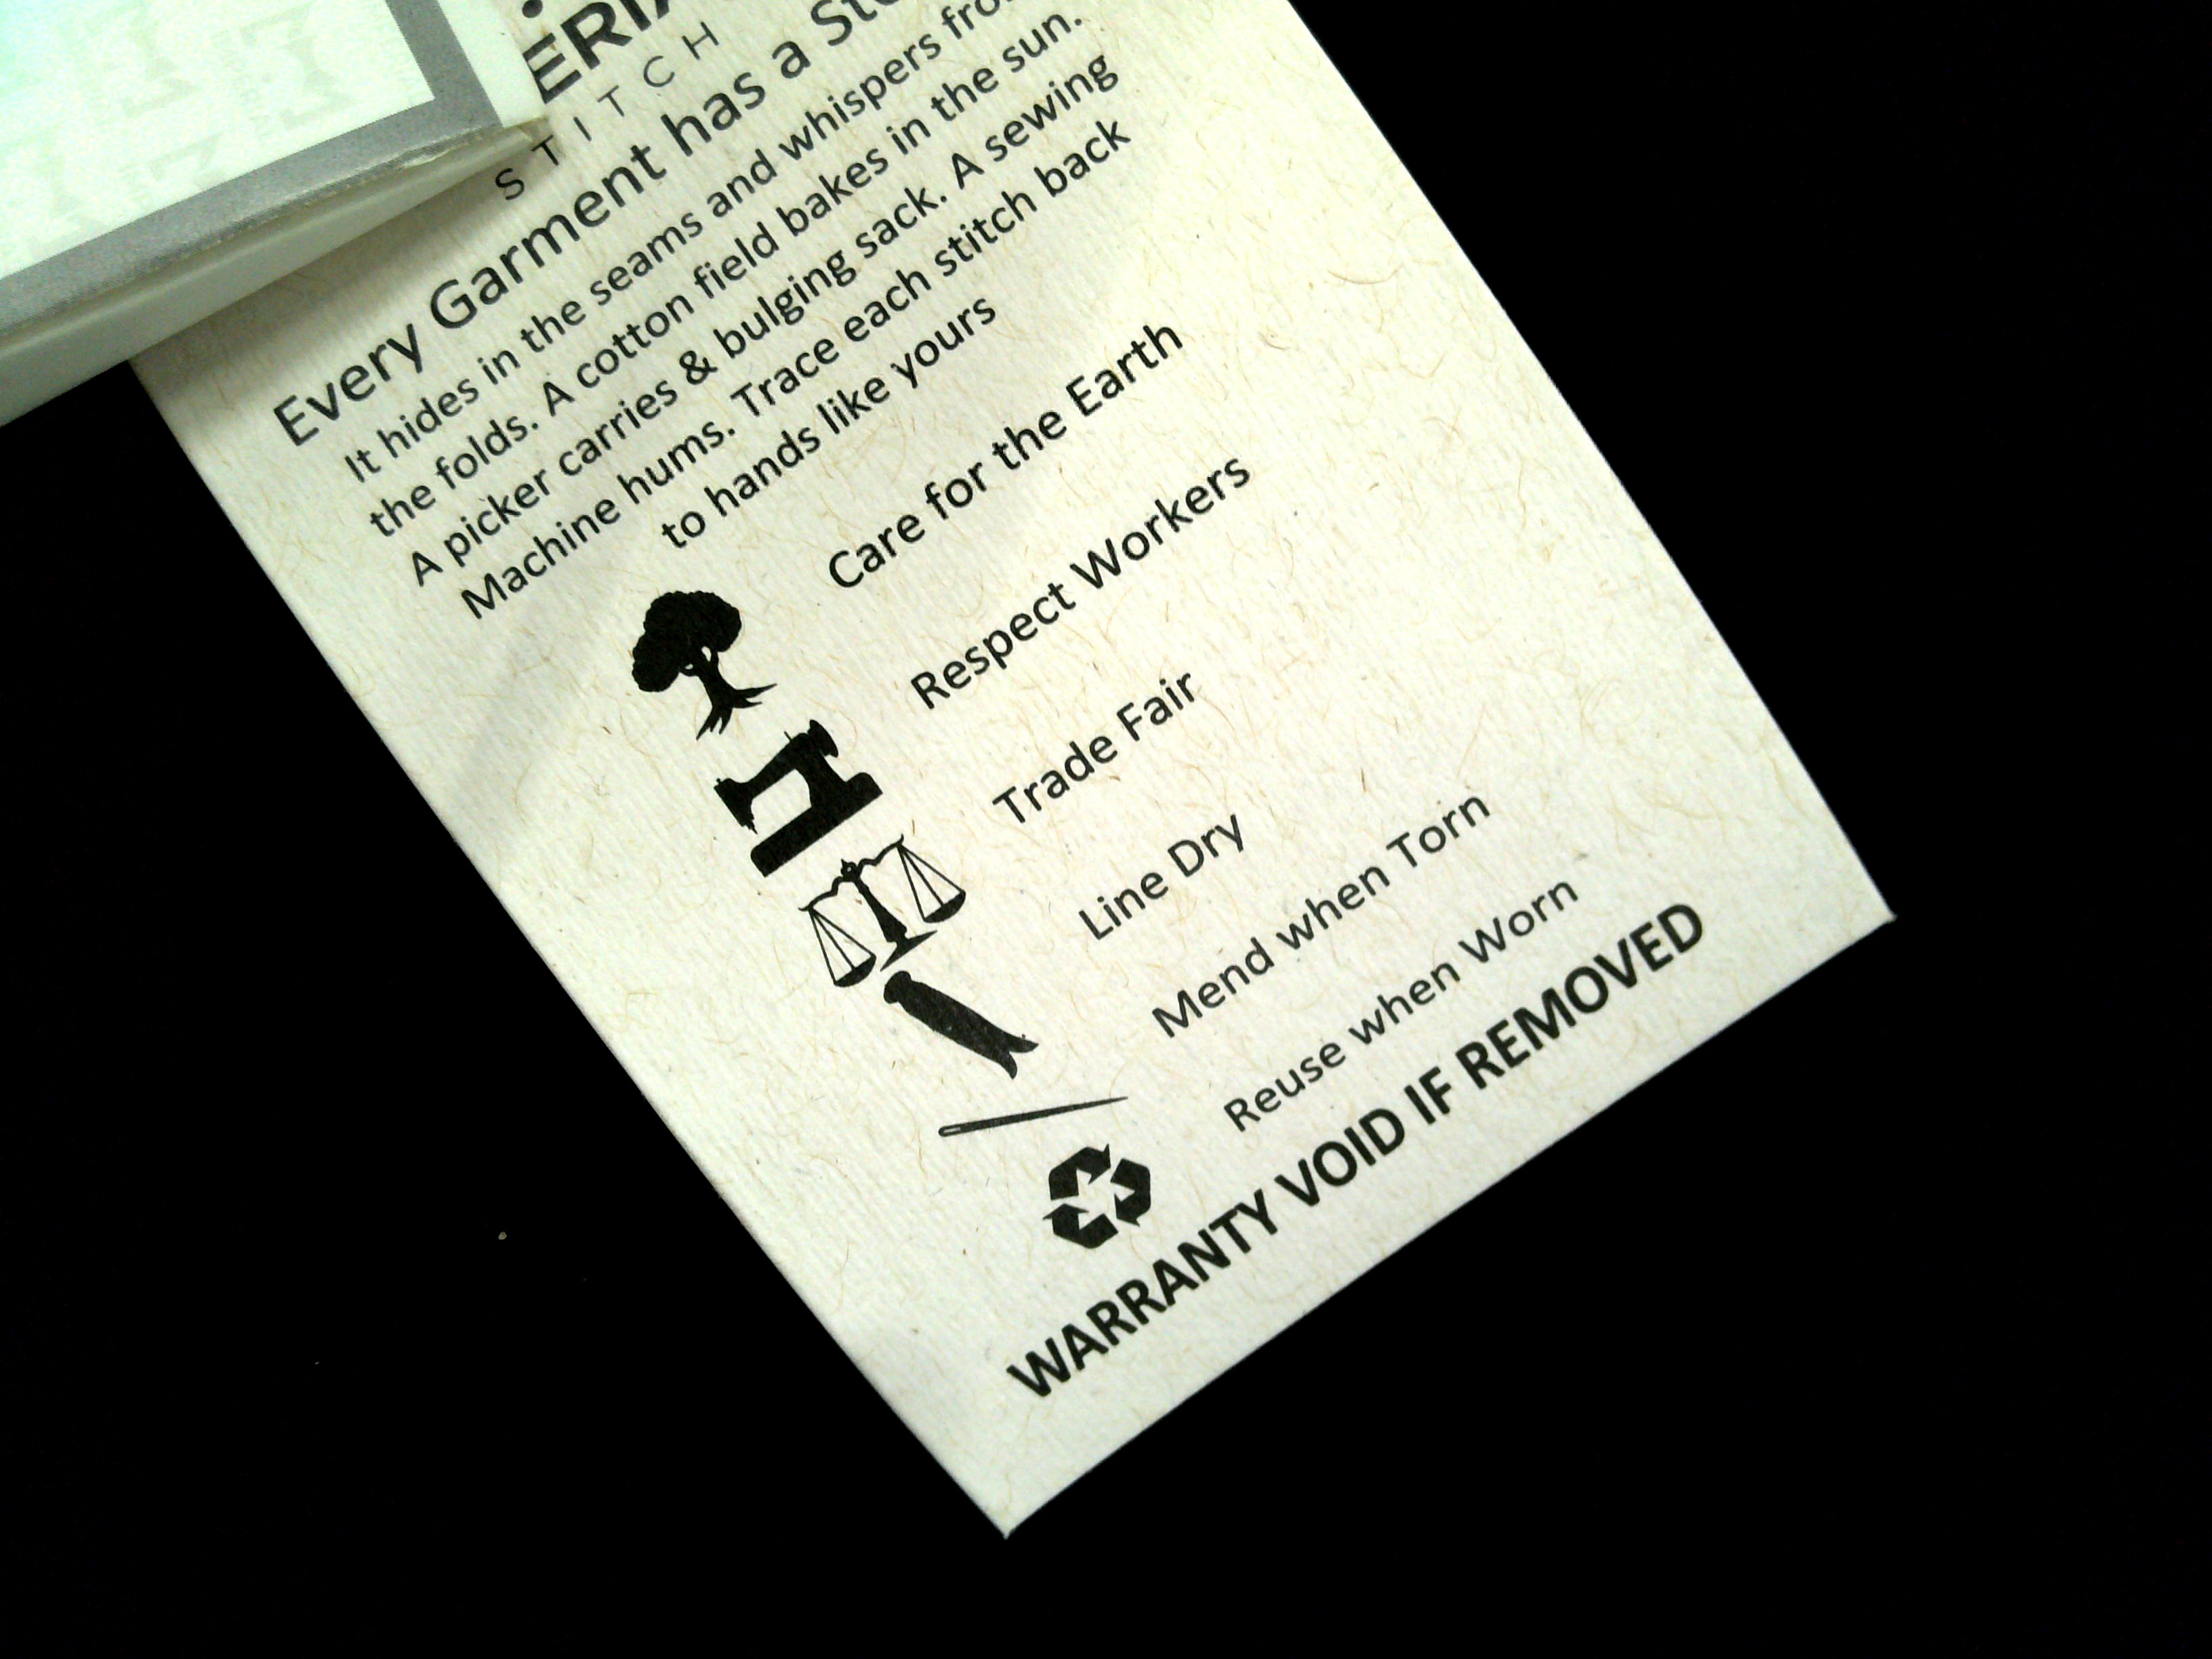 STITCH
Every Garment has a
It hides in the seams and whispers
the folds. A cotton field bakes in the sun.
A picker carries & bulging sack. A sewing
Machine hums. Trace each stitch back
to hands like yours
Care for the Earth
Respect Workers
Trade Fair
Line Dry
Mend when Torn
Reuse when Worn
WARRANTY VOID IF REMOVED